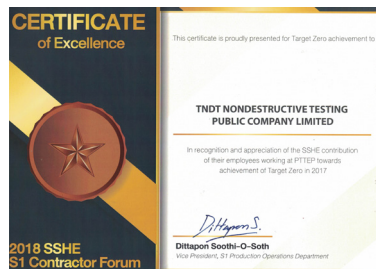 CERTIFICATE
of Excellence
This certificate is proudly presented for Target Zero achievement to
TNDT NONDESTRUCTIVE TESTING
PUBLIC COMPANY LIMITED
In recognition and appreciation of the SSHE contribution
of their employees working at PTTEP towards
achievement of Target Zero in 2017
Dittapon S.
Dittapon Soothi-O-Soth
Vice President, S1 Production Operations Department
2018 SSHE
S1 Contractor Forum